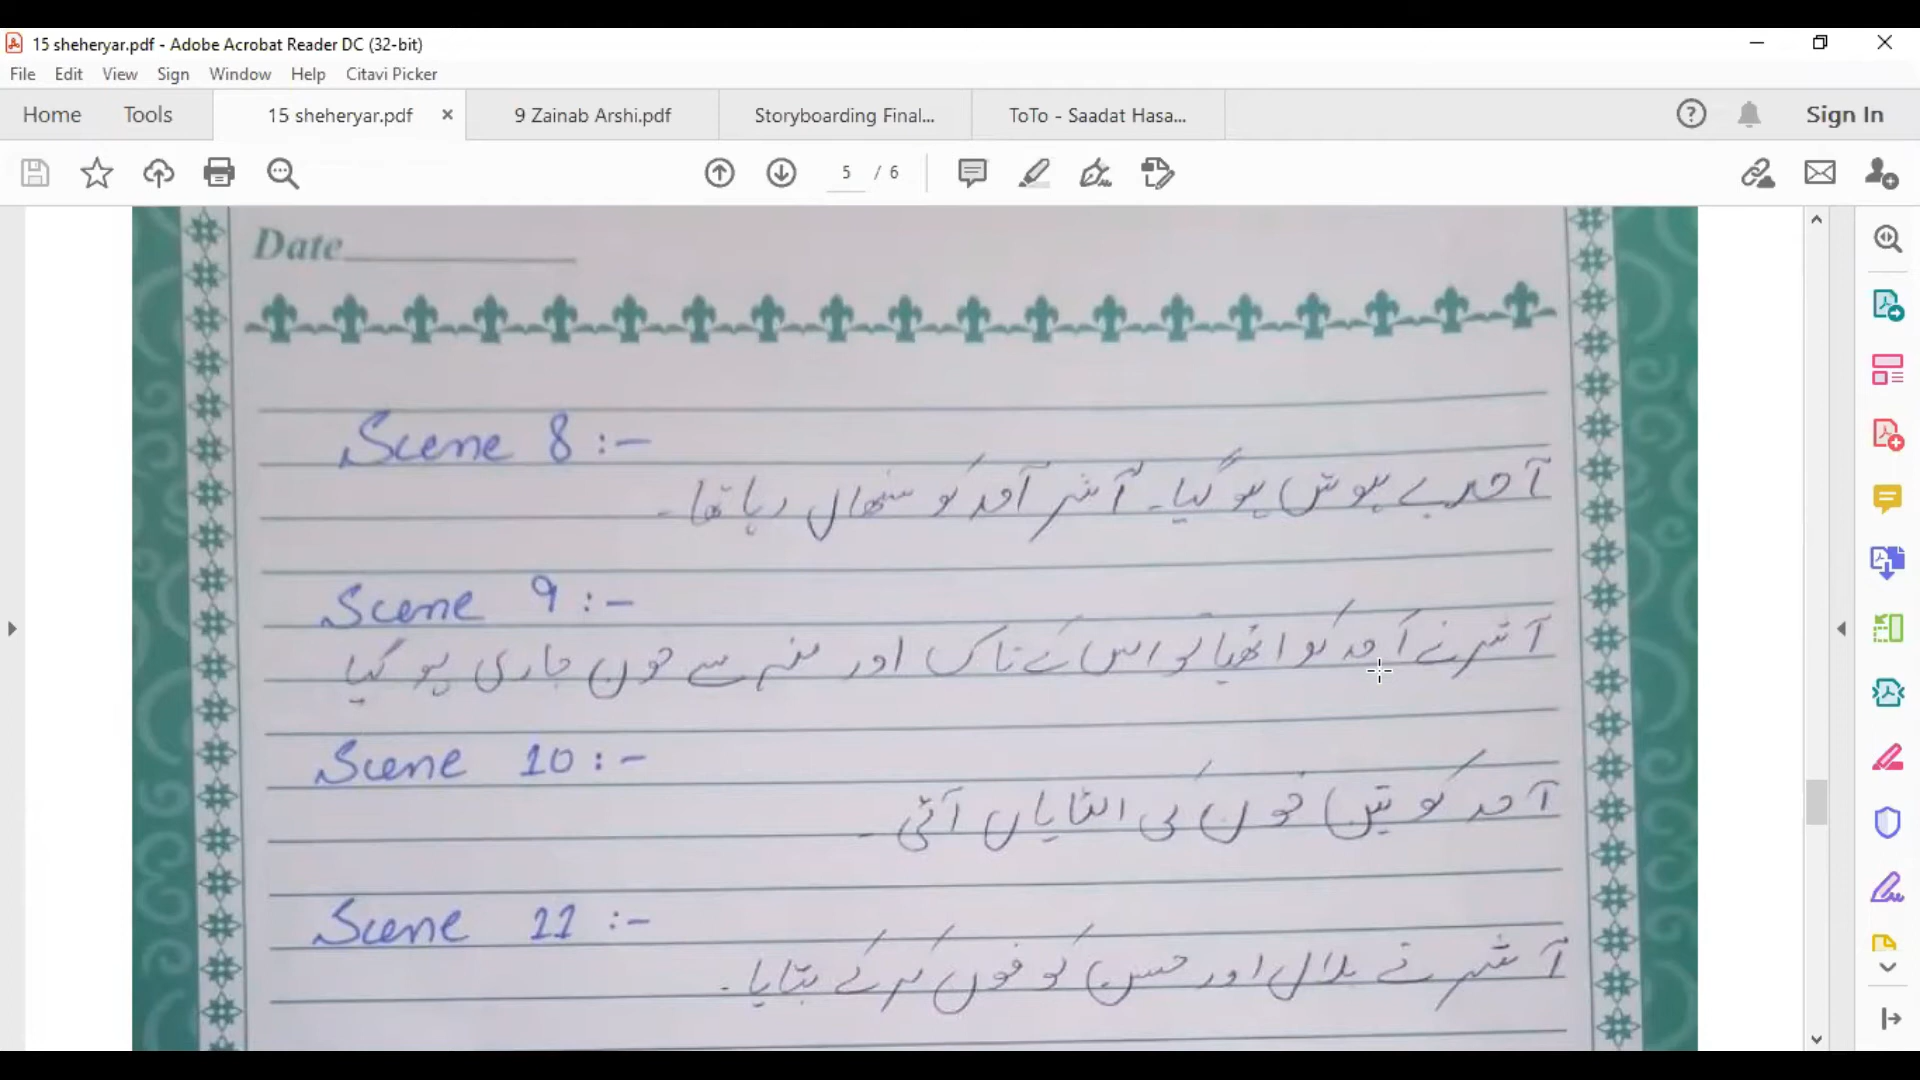 15 sheheryar.pdf - Adobe Acrobat Reader DC (32-bit)
File Edit View Sign Window Help Citavi Picker
Home Tools 15 sheheryar.pdf × 9 Zainab Arshi.pdf Storyboarding Final... ToTo - Saadat Hasa... Sign In
5 / 6
Date
Scene 8 :-
آحد بے ہوش ہو گیا۔ آشر آحد کو سنبھال رہا تھا۔
Scene 9 :-
آشر نے آحد کو اٹھایا تو اس کے ناک اور منہ سے خون جاری ہو گیا
Scene 10 :-
آحد کو تین خون کی الٹایاں آئی۔
Scene 11 :-
آشر نے بلال اور حسن کو فون کر کے بتایا۔